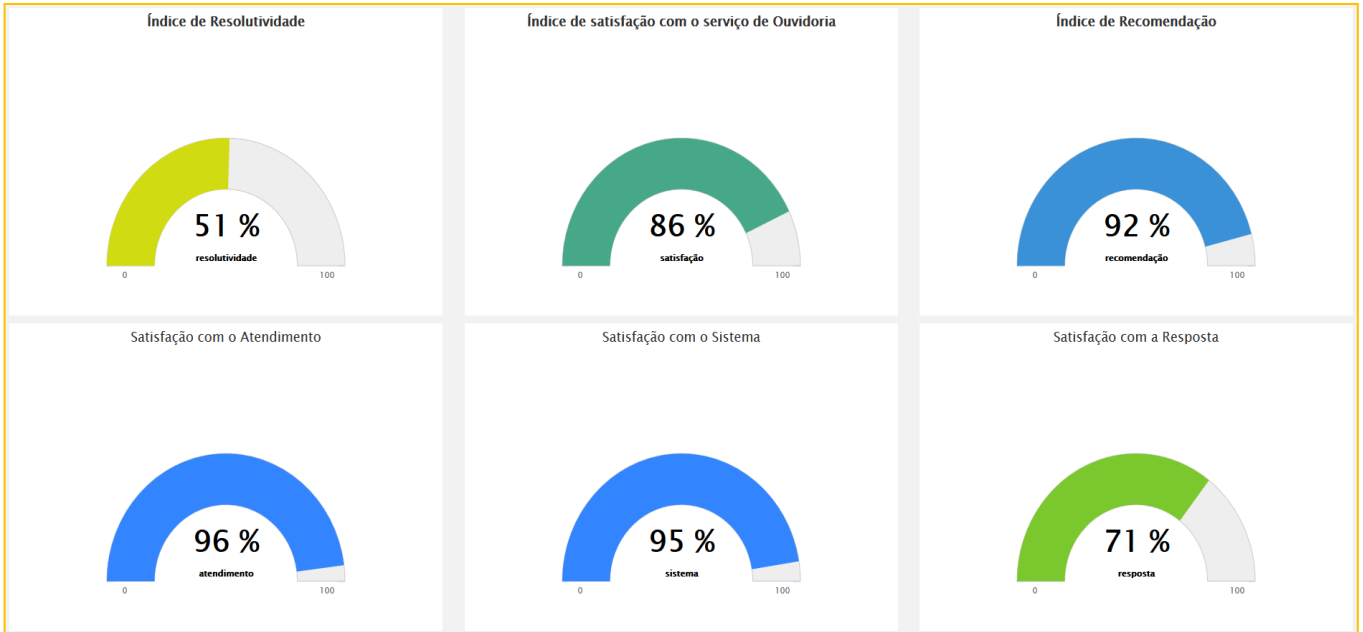 Índice de Resolutividade
51 %
resolutividade
0 100
Índice de satisfação com o serviço de Ouvidoria
86 %
satisfação
0 100
Índice de Recomendação
92 %
recomendação
0 100
Satisfação com o Atendimento
96 %
atendimento
0 100
Satisfação com o Sistema
95 %
sistema
0 100
Satisfação com a Resposta
71 %
resposta
0 100